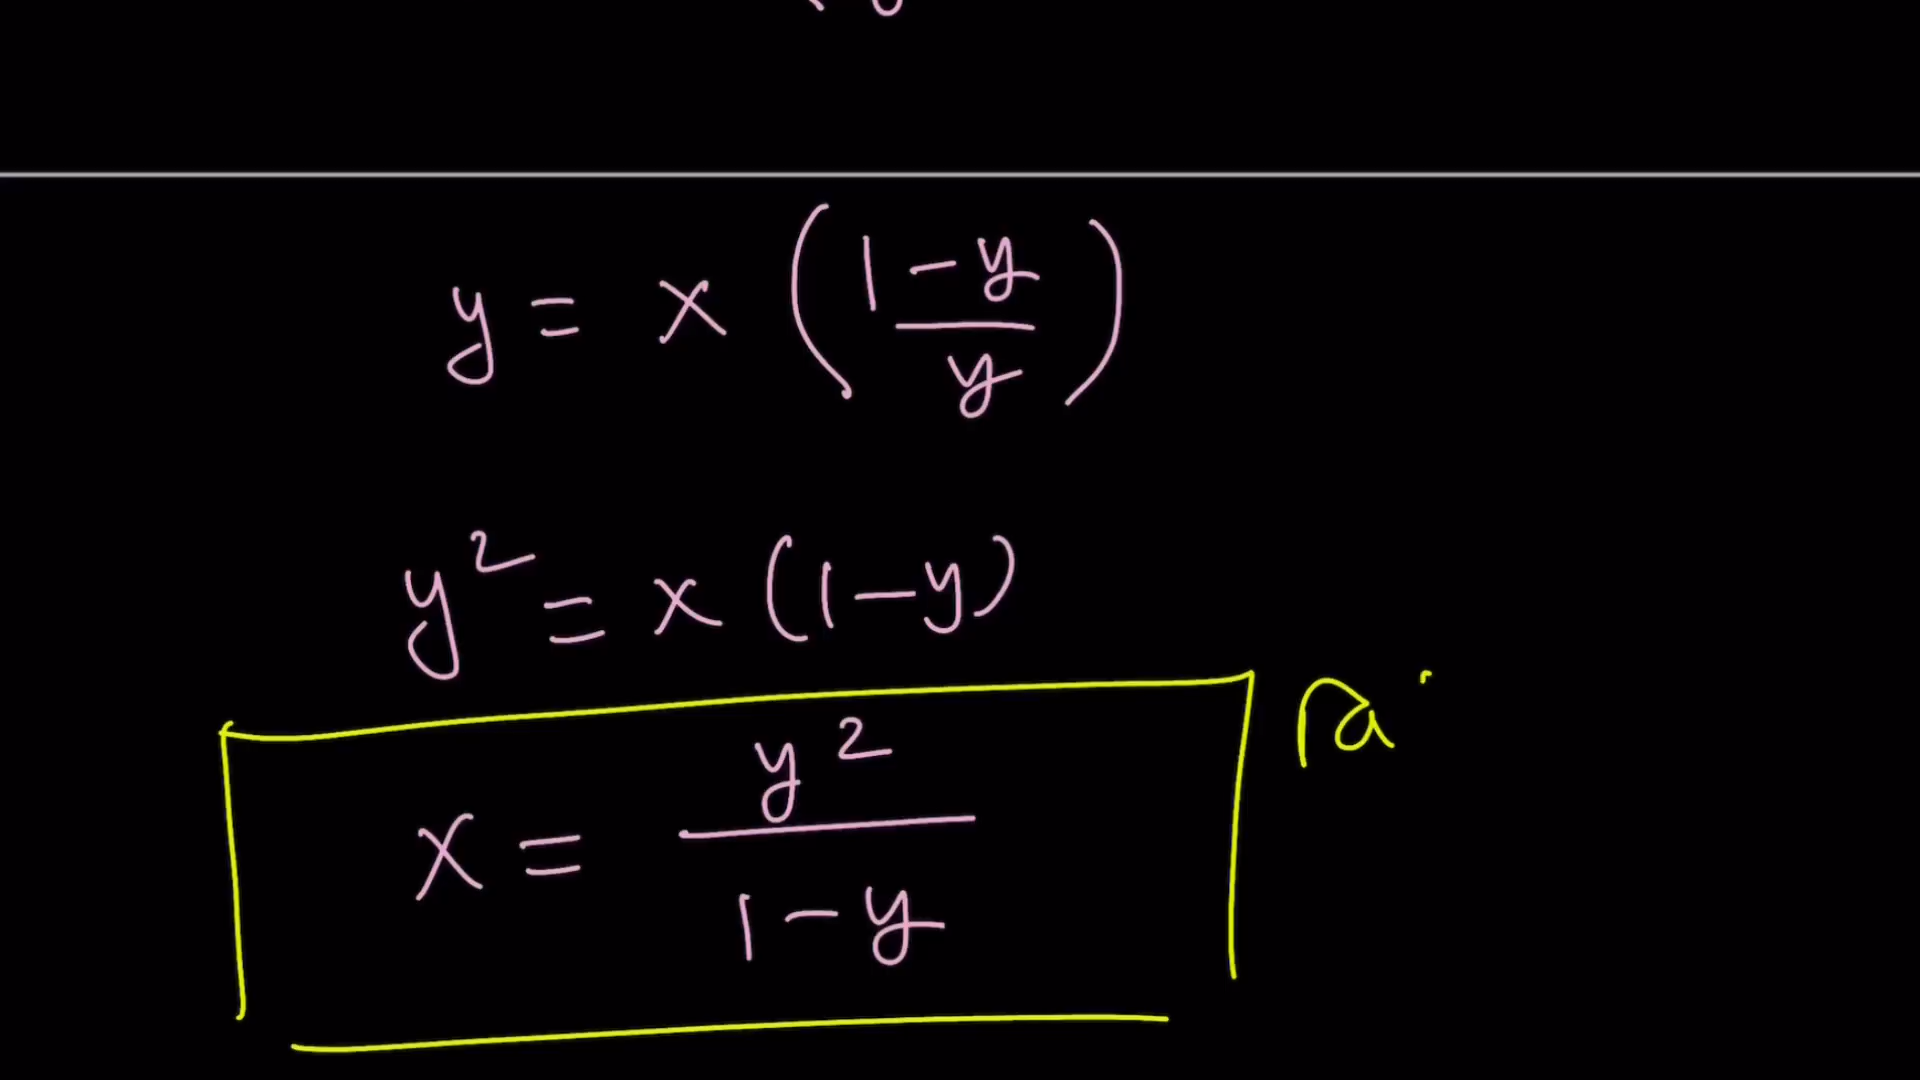 y = x ( (1-y) / y )
y² = x (1-y)
x = y² / (1-y)